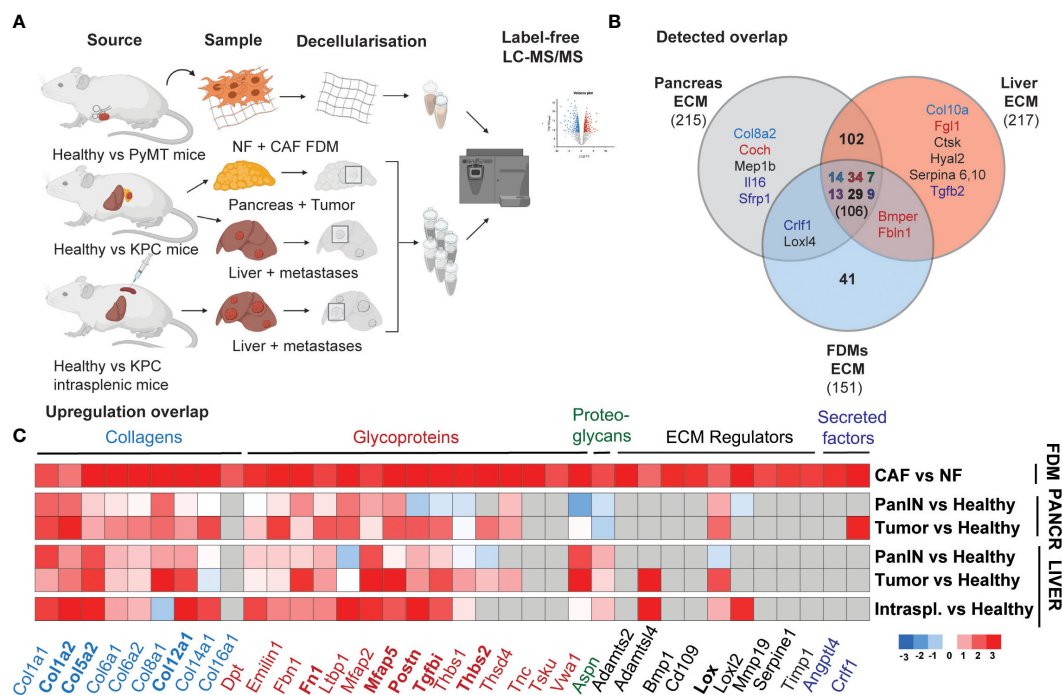 A
Source
Sample
Decellularisation
Label-free
LC-MS/MS
Volcano plot
Healthy vs PyMT mice
NF + CAF FDM
Pancreas + Tumor
Healthy vs KPC mice
Liver + metastases
Liver + metastases
Healthy vs KPC
intrasplenic mice
B
Detected overlap
Pancreas
ECM
(215)
Liver
ECM
(217)
Col8a2
Coch
Mep1b
Il16
Sfrp1
102
Col10a
Fgl1
Ctsk
Hyal2
Serpina 6,10
Tgfb2
14 34 7
13 29 9
(106)
Crlf1
Loxl4
Bmper
Fbln1
41
FDMs
ECM
(151)
Upregulation overlap
C
Collagens
Glycoproteins
Proteo-
glycans
ECM Regulators
Secreted
factors
CAF vs NF
PanIN vs Healthy
Tumor vs Healthy
PanIN vs Healthy
Tumor vs Healthy
Intraspl. vs Healthy
FDM
PANCR
LIVER
Col1a1
Col1a2
Col5a2
Col6a1
Col6a2
Col8a1
Col12a1
Col14a1
Col16a1
Dpt
Emilin1
Fbn1
Fn1
Ltbp1
Mfap2
Mfap5
Postn
Tgfbi
Thbs1
Thbs2
Thsd4
Tnc
Tsku
Vwa1
Aspn
Adamts2
Adamtsl4
Bmp1
Cd109
Lox
Loxl2
Mmp19
Serpine1
Timp1
Angptl4
Crlf1
-3 -2 -1 0 1 2 3